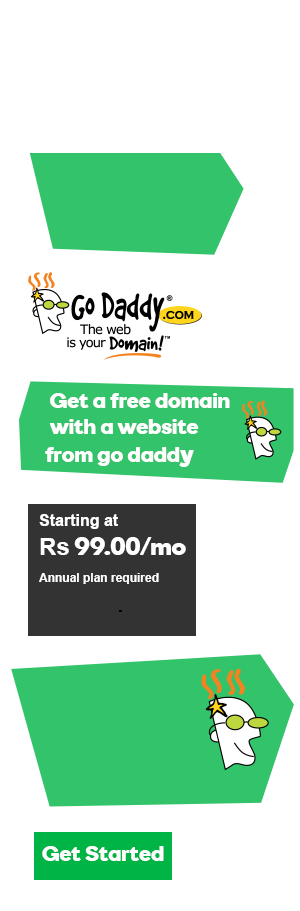 Go Daddy®
.COM
The web
is your Domain!™
Get a free domain
with a website
from go daddy
Starting at
Rs 99.00/mo
Annual plan required
Get Started